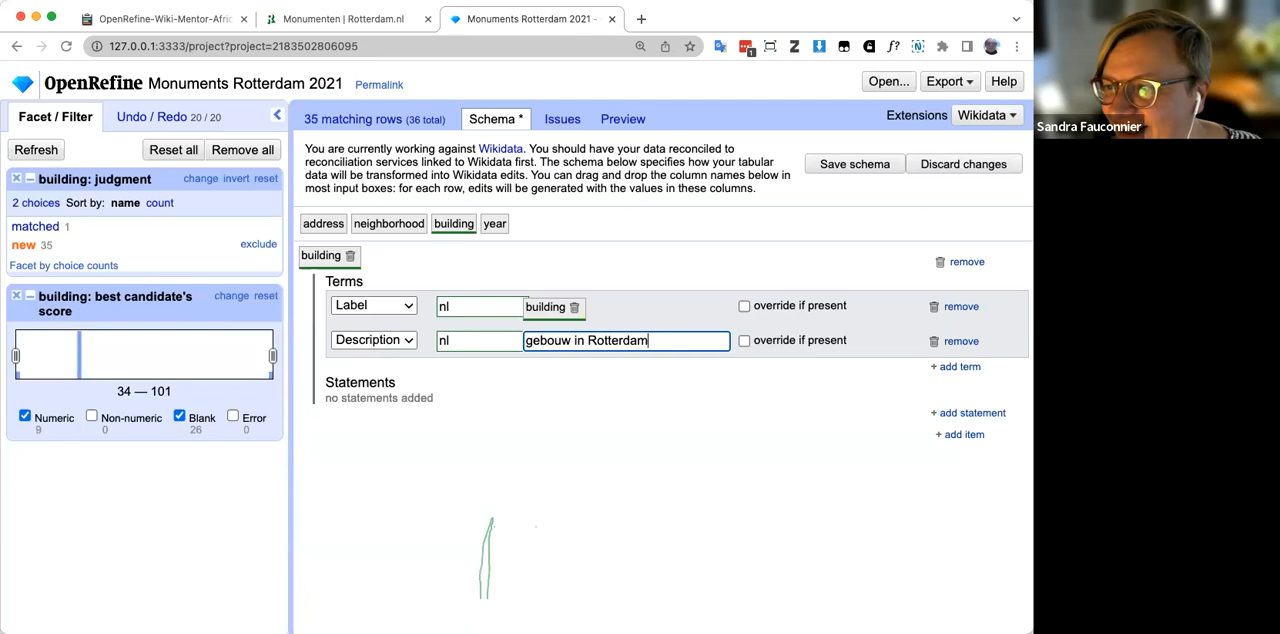 OpenRefine-Wiki-Mentor-Afric
Monumenten | Rotterdam.nl
Monuments Rotterdam 2021 -
127.0.0.1:3333/project?project=2183502806095
OpenRefine Monuments Rotterdam 2021 Permalink
Open... Export Help
Facet / Filter
Undo / Redo 20 / 20
Refresh
Reset all
Remove all
building: judgment
change invert reset
2 choices Sort by: name count
matched 1
new 35
exclude
Facet by choice counts
building: best candidate's score
change reset
34 — 101
Numeric 9
Non-numeric 0
Blank 26
Error 0
35 matching rows (36 total)
Schema *
Issues
Preview
Extensions Wikidata
You are currently working against Wikidata. You should have your data reconciled to
reconciliation services linked to Wikidata first. The schema below specifies how your tabular
data will be transformed into Wikidata edits. You can drag and drop the column names below in
most input boxes: for each row, edits will be generated with the values in these columns.
Save schema
Discard changes
address neighborhood building year
building
remove
Terms
Label nl building override if present remove
Description nl gebouw in Rotterdam override if present remove
+ add term
Statements
no statements added
+ add statement
+ add item
Sandra Fauconnier